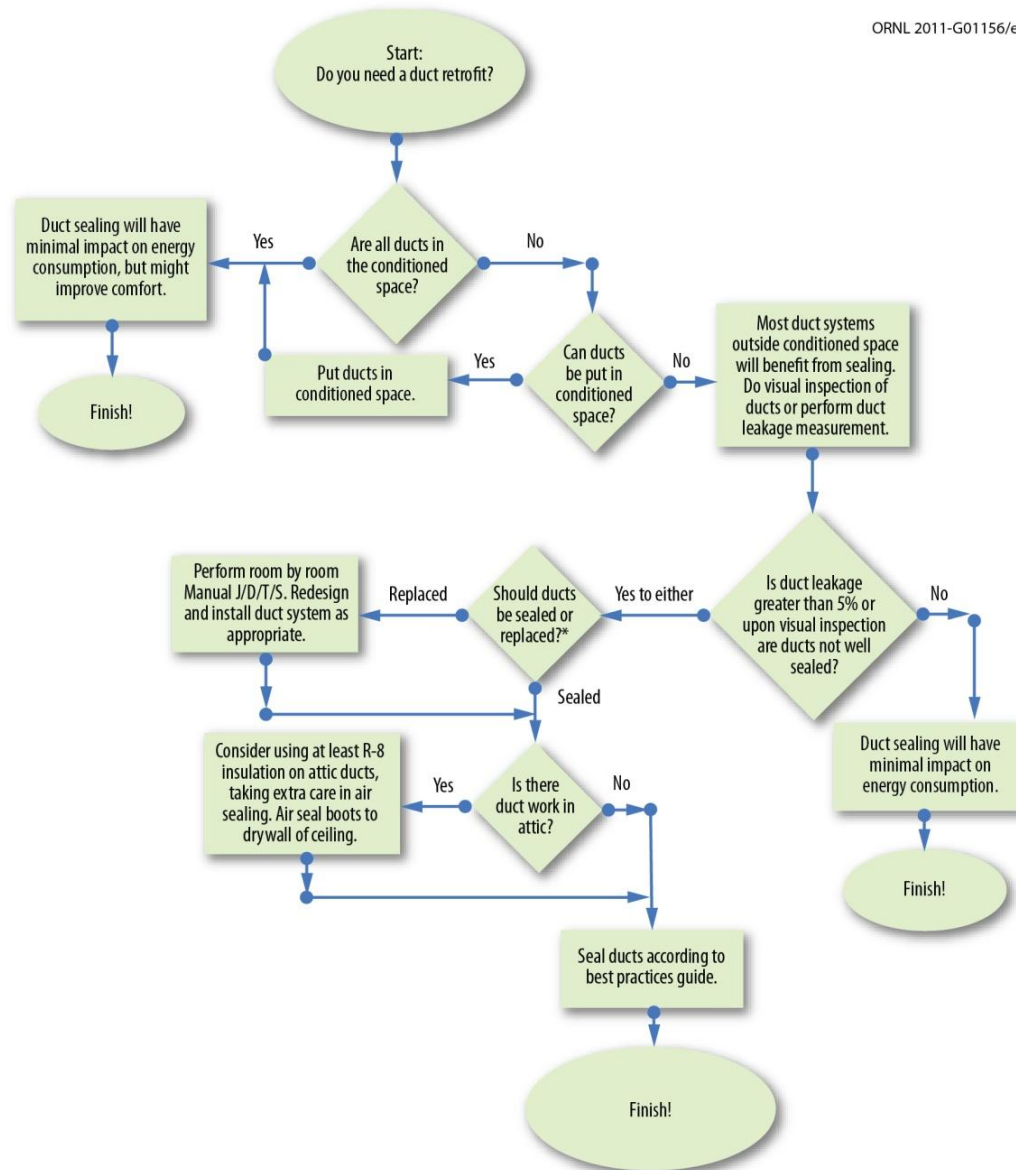 ORNL 2011-G01156/e
Start:
Do you need a duct retrofit?
Are all ducts in
the conditioned
space?
Yes
No
Duct sealing will have
minimal impact on energy
consumption, but might
improve comfort.
Finish!
Can ducts
be put in
conditioned
space?
Yes
No
Put ducts in
conditioned space.
Most duct systems
outside conditioned space
will benefit from sealing.
Do visual inspection of
ducts or perform duct
leakage measurement.
Is duct leakage
greater than 5% or
upon visual inspection
are ducts not well
sealed?
Yes to either
No
Duct sealing will have
minimal impact on
energy consumption.
Finish!
Should ducts
be sealed or
replaced?*
Replaced
Sealed
Perform room by room
Manual J/D/T/S. Redesign
and install duct system as
appropriate.
Is there
duct work in
attic?
Yes
No
Consider using at least R-8
insulation on attic ducts,
taking extra care in air
sealing. Air seal boots to
drywall of ceiling.
Seal ducts according to
best practices guide.
Finish!